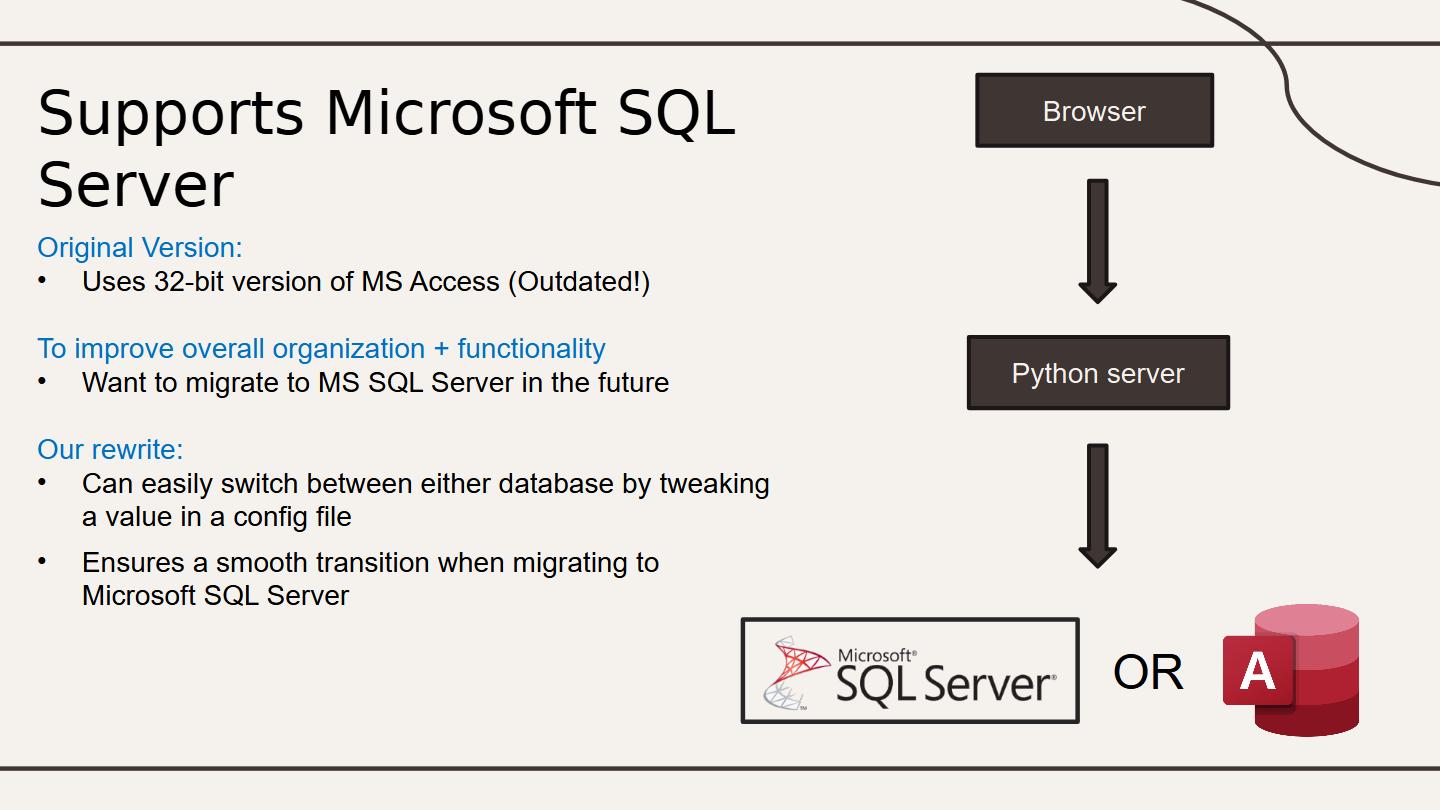 Supports Microsoft SQL
Server
Original Version:
• Uses 32-bit version of MS Access (Outdated!)
To improve overall organization + functionality
• Want to migrate to MS SQL Server in the future
Our rewrite:
• Can easily switch between either database by tweaking
a value in a config file
• Ensures a smooth transition when migrating to
Microsoft SQL Server
Browser
Python server
Microsoft®
SQL Server®
™
OR
A